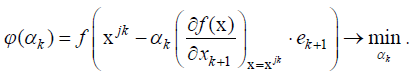 φ(α_k) = f( x^{jk} − α_k ( ∂f(x) / ∂x_{k+1} )_{x=x^{jk}} · e_{k+1} ) → min_{α_k} .